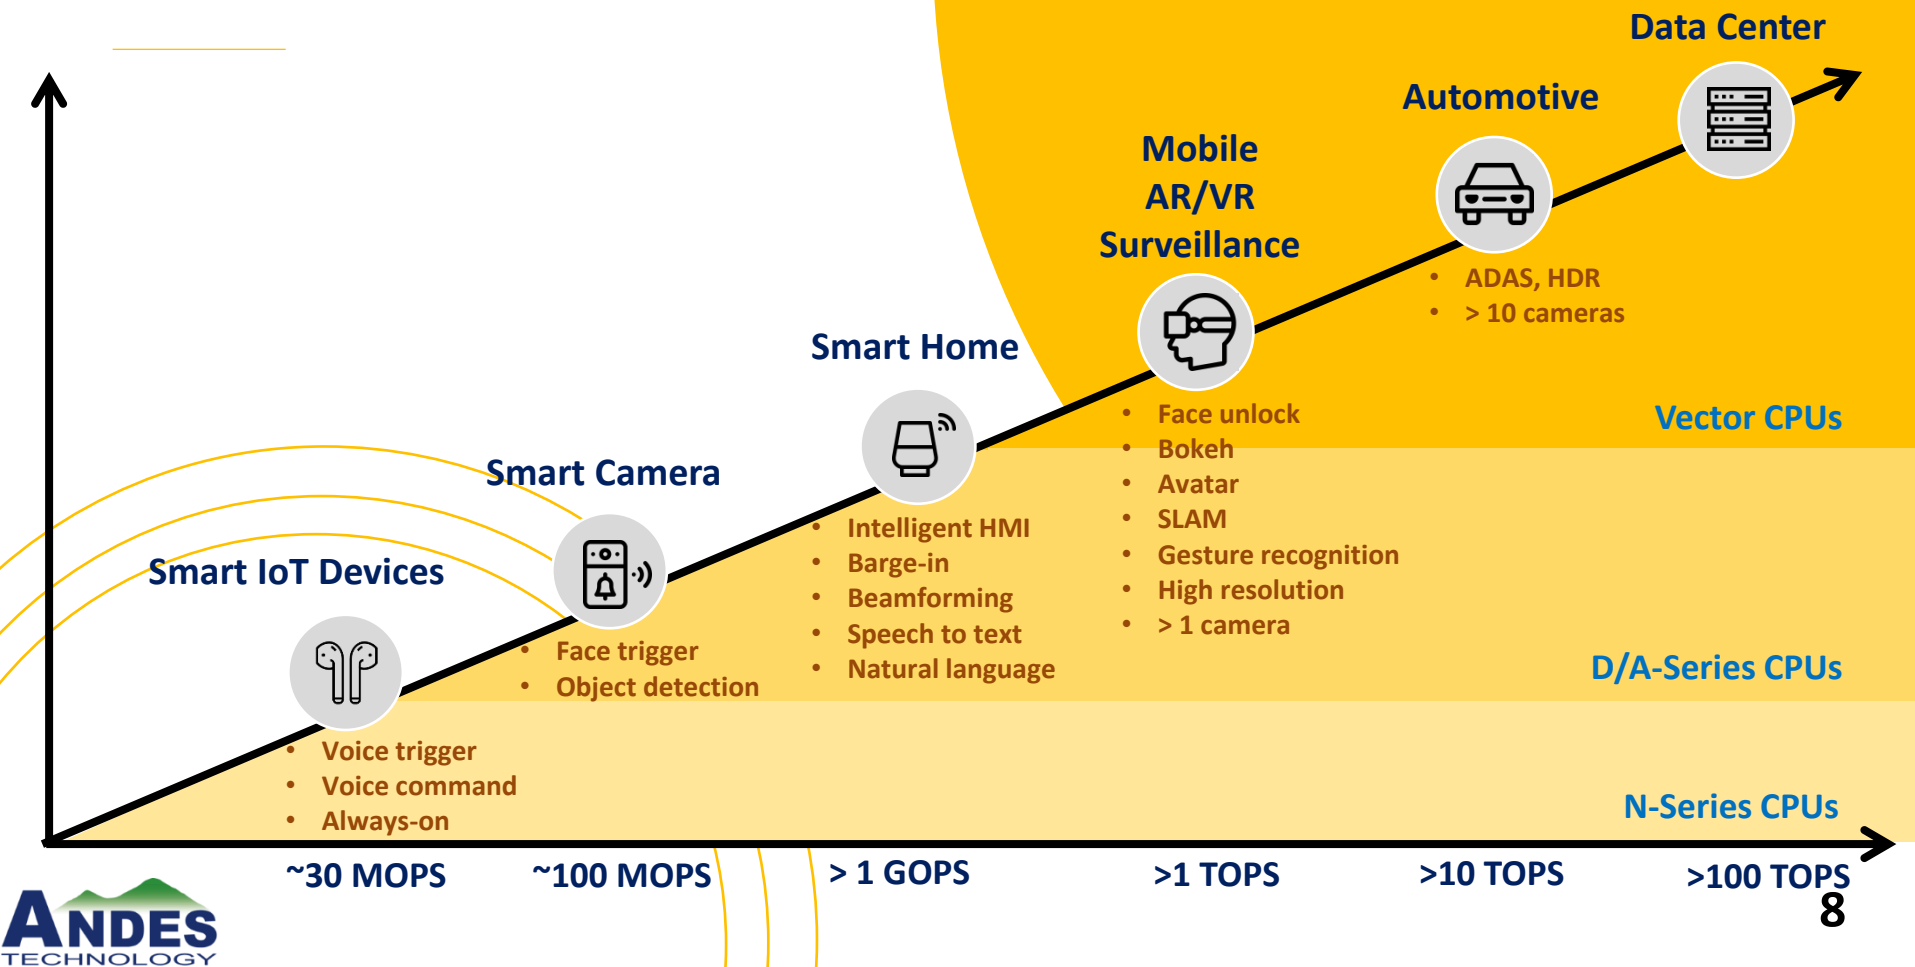 Data Center
Automotive
Mobile
AR/VR
Surveillance
• ADAS, HDR
• > 10 cameras
Smart Home
Vector CPUs
• Face unlock
• Bokeh
• Avatar
• SLAM
• Gesture recognition
• High resolution
• > 1 camera
Smart Camera
• Intelligent HMI
• Barge-in
• Beamforming
• Speech to text
• Natural language
Smart IoT Devices
• Face trigger
• Object detection
D/A-Series CPUs
• Voice trigger
• Voice command
• Always-on
N-Series CPUs
~30 MOPS
~100 MOPS
> 1 GOPS
>1 TOPS
>10 TOPS
>100 TOPS
ANDES
TECHNOLOGY
8